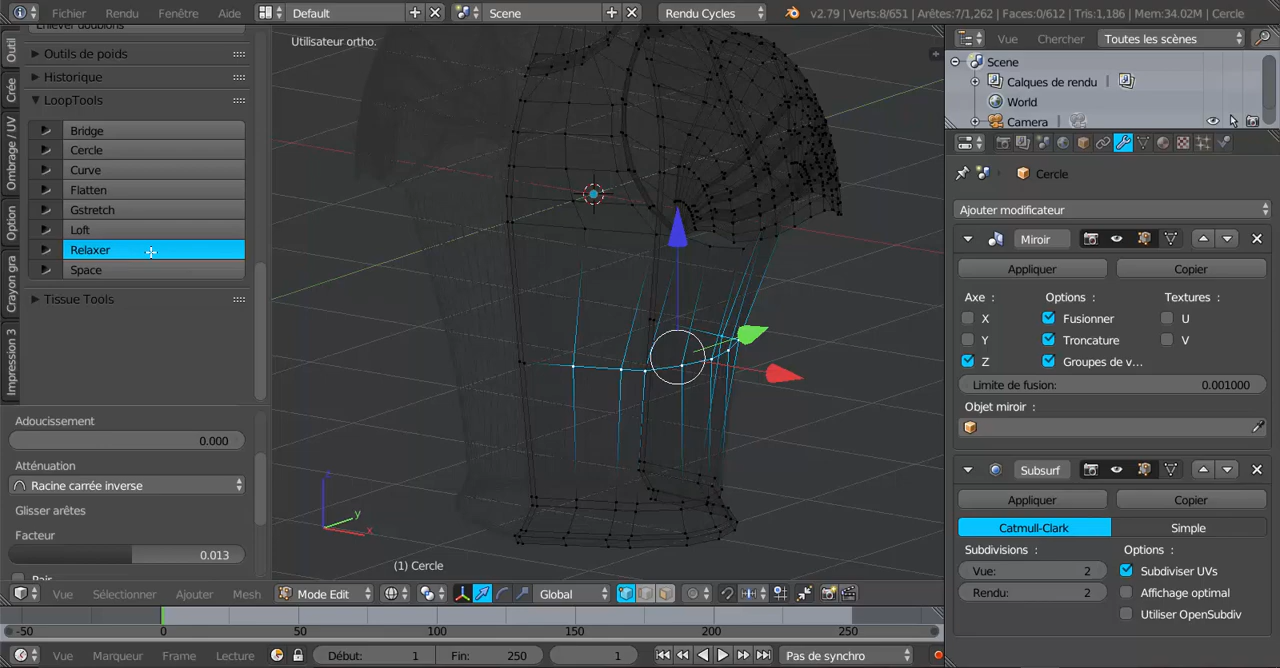 Fichier Rendu Fenêtre Aide Default Scene Rendu Cycles v2.79 | Verts:8/651 | Arêtes:7/1,262 | Faces:0/612 | Tris:1,186 | Mem:34.02M | Cercle
Outil
Crée
Ombrage / UV
Option
Crayon gra
Impression 3
Enlever doublons
Outils de poids
Historique
LoopTools
Bridge
Cercle
Curve
Flatten
Gstretch
Loft
Relaxer
Space
Tissue Tools
Adoucissement
0.000
Atténuation
Racine carrée inverse
Glisser arêtes
Facteur
0.013
Pair
Utilisateur ortho.
z
y
x
(1) Cercle
Vue Chercher Toutes les scènes
Scene
Calques de rendu |
World
Camera
Cercle
Ajouter modificateur
Miroir
Appliquer Copier
Axe : Options : Textures :
X Fusionner U
Y Troncature V
Z Groupes de v...
Limite de fusion: 0.001000
Objet miroir :
Subsurf
Appliquer Copier
Catmull-Clark Simple
Subdivisions : Options :
Vue: 2 Subdiviser UVs
Rendu: 2 Affichage optimal
Utiliser OpenSubdiv
Vue Sélectionner Ajouter Mesh Mode Edit Global
-50 0 50 100 150 200 250
Vue Marqueur Frame Lecture Début: 1 Fin: 250 1 Pas de synchro